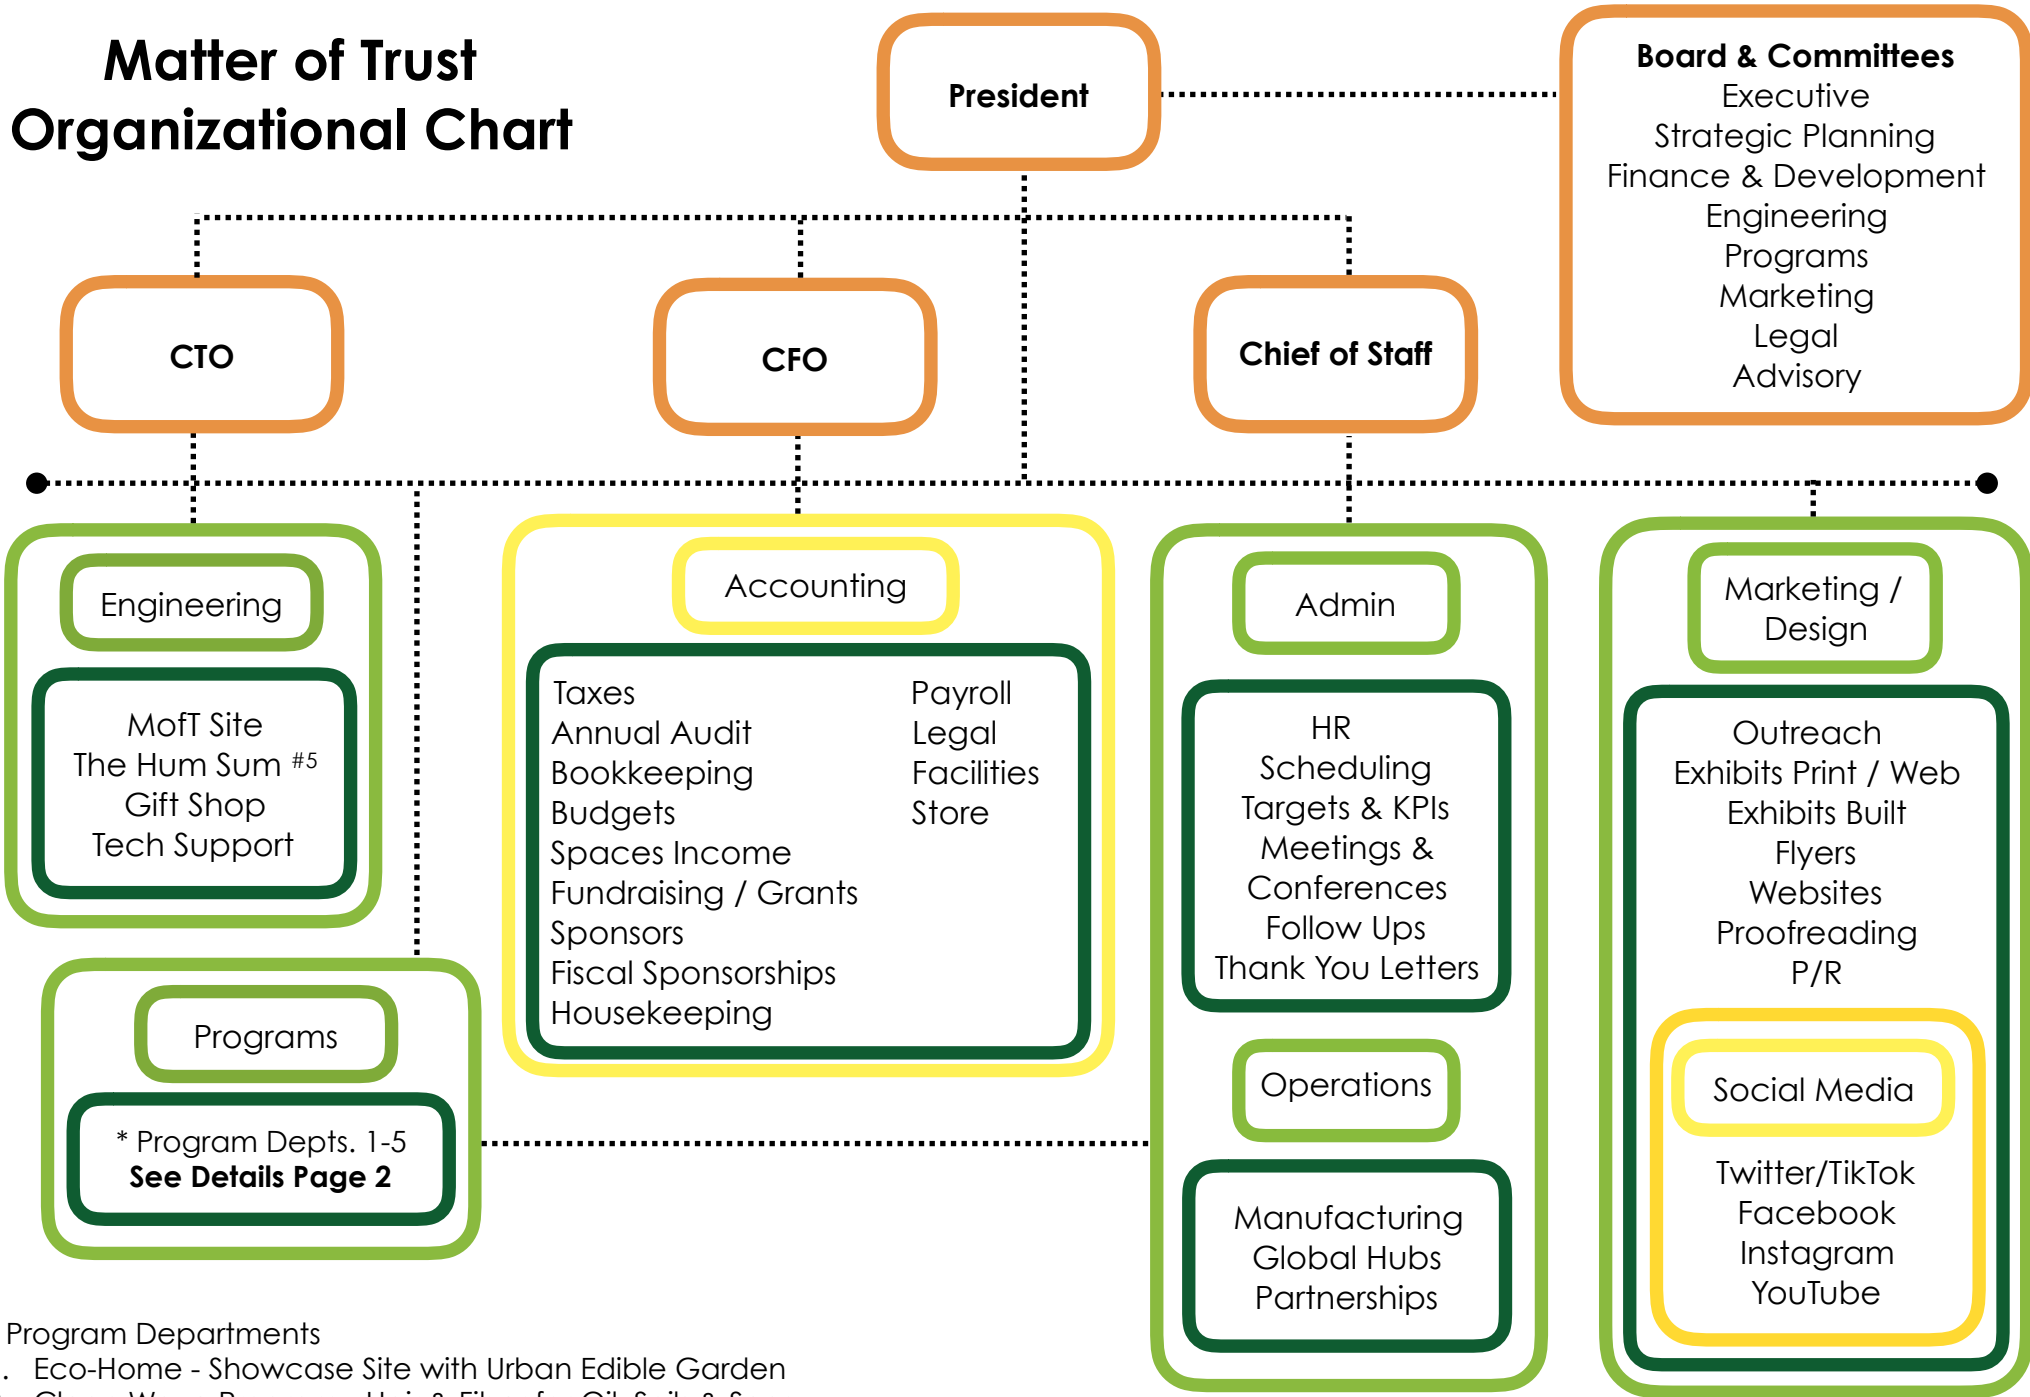 Matter of Trust
Organizational Chart
President
Board & Committees
Executive
Strategic Planning
Finance & Development
Engineering
Programs
Marketing
Legal
Advisory
CTO
CFO
Chief of Staff
Engineering
MofT Site
The Hum Sum #5
Gift Shop
Tech Support
Programs
* Program Depts. 1-5
See Details Page 2
Accounting
Taxes
Annual Audit
Bookkeeping
Budgets
Spaces Income
Fundraising / Grants
Sponsors
Fiscal Sponsorships
Housekeeping
Payroll
Legal
Facilities
Store
Admin
HR
Scheduling
Targets & KPIs
Meetings &
Conferences
Follow Ups
Thank You Letters
Operations
Manufacturing
Global Hubs
Partnerships
Marketing /
Design
Outreach
Exhibits Print / Web
Exhibits Built
Flyers
Websites
Proofreading
P/R
Social Media
Twitter/TikTok
Facebook
Instagram
YouTube
Program Departments
. Eco-Home - Showcase Site with Urban Edible Garden